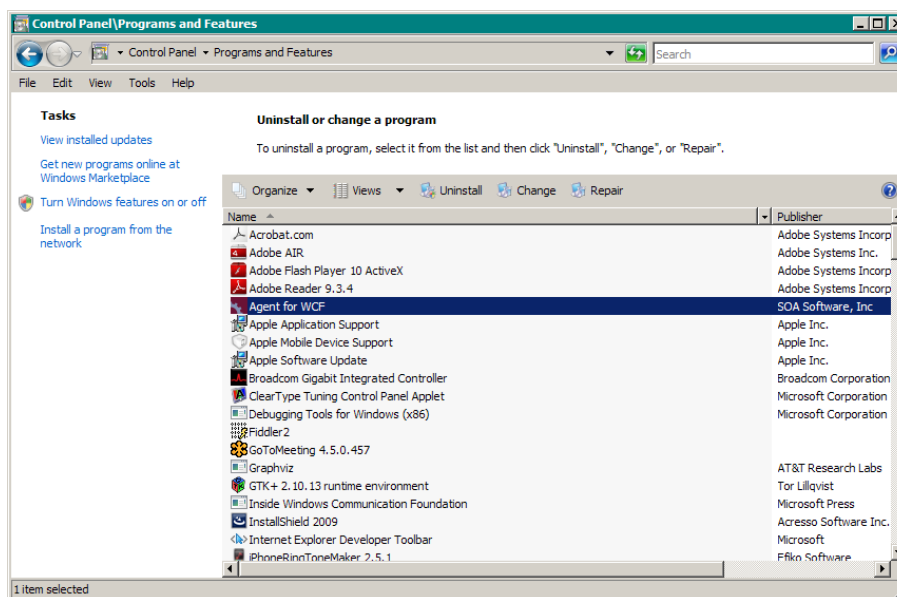 Control Panel\Programs and Features
Control Panel Programs and Features
Search
File Edit View Tools Help
Tasks
View installed updates
Get new programs online at
Windows Marketplace
Turn Windows features on or off
Install a program from the
network
Uninstall or change a program
To uninstall a program, select it from the list and then click "Uninstall", "Change", or "Repair".
Organize Views Uninstall Change Repair
Name Publisher
Acrobat.com Adobe Systems Incorp
Adobe AIR Adobe Systems Inc.
Adobe Flash Player 10 ActiveX Adobe Systems Incorp
Adobe Reader 9.3.4 Adobe Systems Incorp
Agent for WCF SOA Software, Inc
Apple Application Support Apple Inc.
Apple Mobile Device Support Apple Inc.
Apple Software Update Apple Inc.
Broadcom Gigabit Integrated Controller Broadcom Corporation
ClearType Tuning Control Panel Applet Microsoft Corporation
Debugging Tools for Windows (x86) Microsoft Corporation
Fiddler2
GoToMeeting 4.5.0.457
Graphviz AT&T Research Labs
GTK+ 2.10.13 runtime environment Tor Lillqvist
Inside Windows Communication Foundation Microsoft Press
InstallShield 2009 Acresso Software Inc.
Internet Explorer Developer Toolbar Microsoft
iPhoneRingToneMaker 2.5.1 Efiko Software
1 item selected